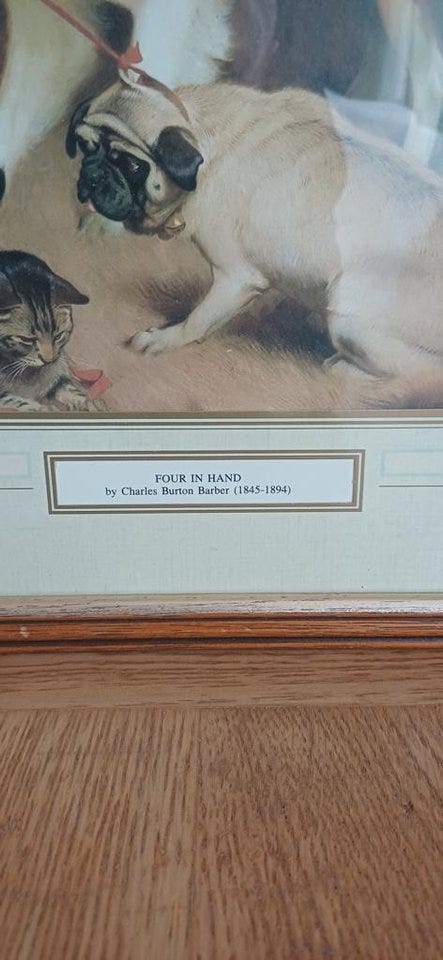 FOUR IN HAND
by Charles Burton Barber (1845-1894)